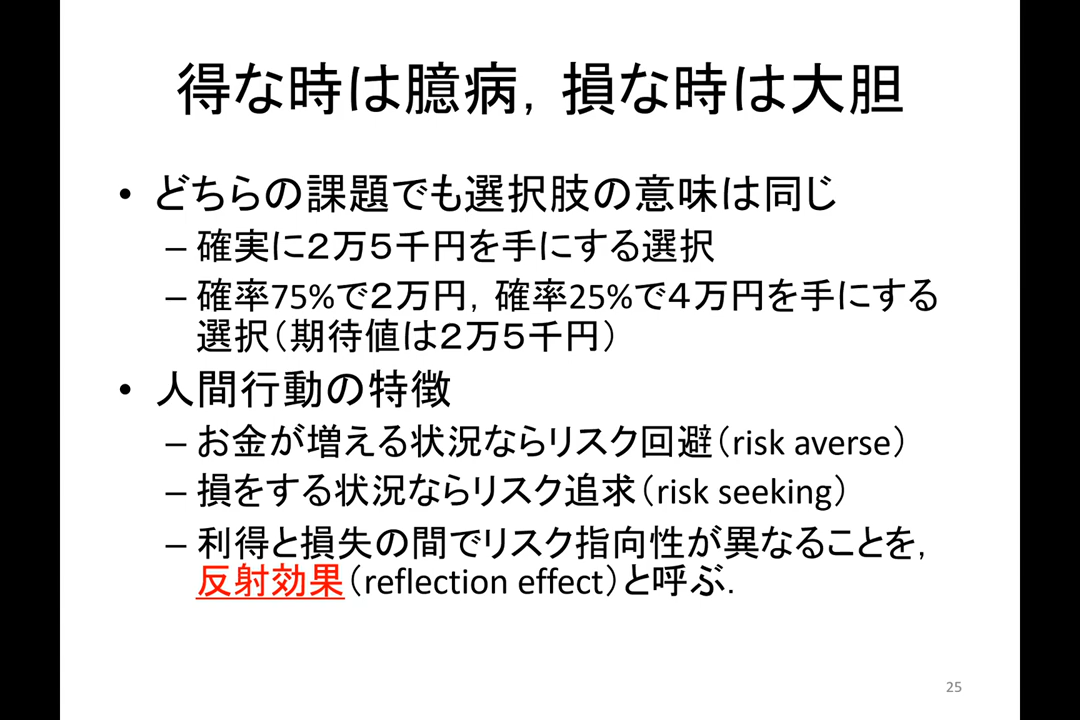 得な時は臆病，損な時は大胆
• どちらの課題でも選択肢の意味は同じ
– 確実に２万５千円を手にする選択
– 確率75%で２万円，確率25%で４万円を手にする
選択（期待値は２万５千円）
• 人間行動の特徴
– お金が増える状況ならリスク回避（risk averse）
– 損をする状況ならリスク追求（risk seeking）
– 利得と損失の間でリスク指向性が異なることを，
反射効果（reflection effect）と呼ぶ．
25